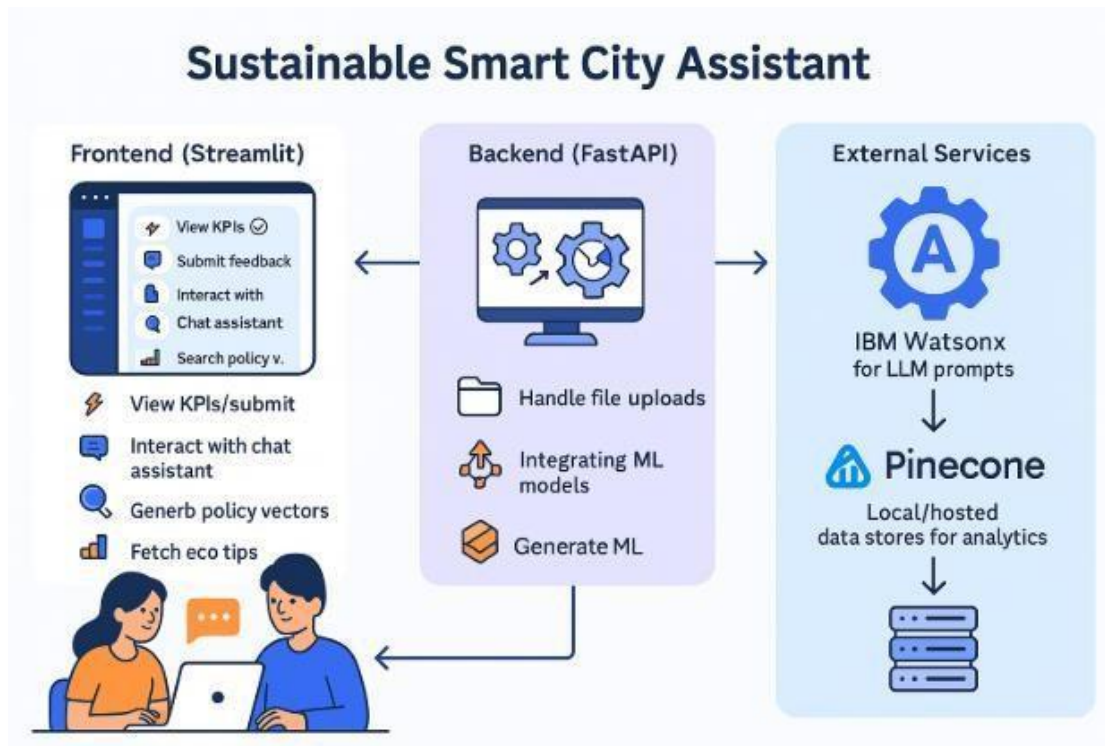 Sustainable Smart City Assistant
Frontend (Streamlit)
View KPIs
Submit feedback
Interact with
Chat assistant
Search policy v.
View KPIs/submit
Interact with chat
assistant
Generb policy vectors
Fetch eco tips
Backend (FastAPI)
Handle file uploads
Integrating ML
models
Generate ML
External Services
A
IBM Watsonx
for LLM prompts
Pinecone
Local/hosted
data stores for analytics